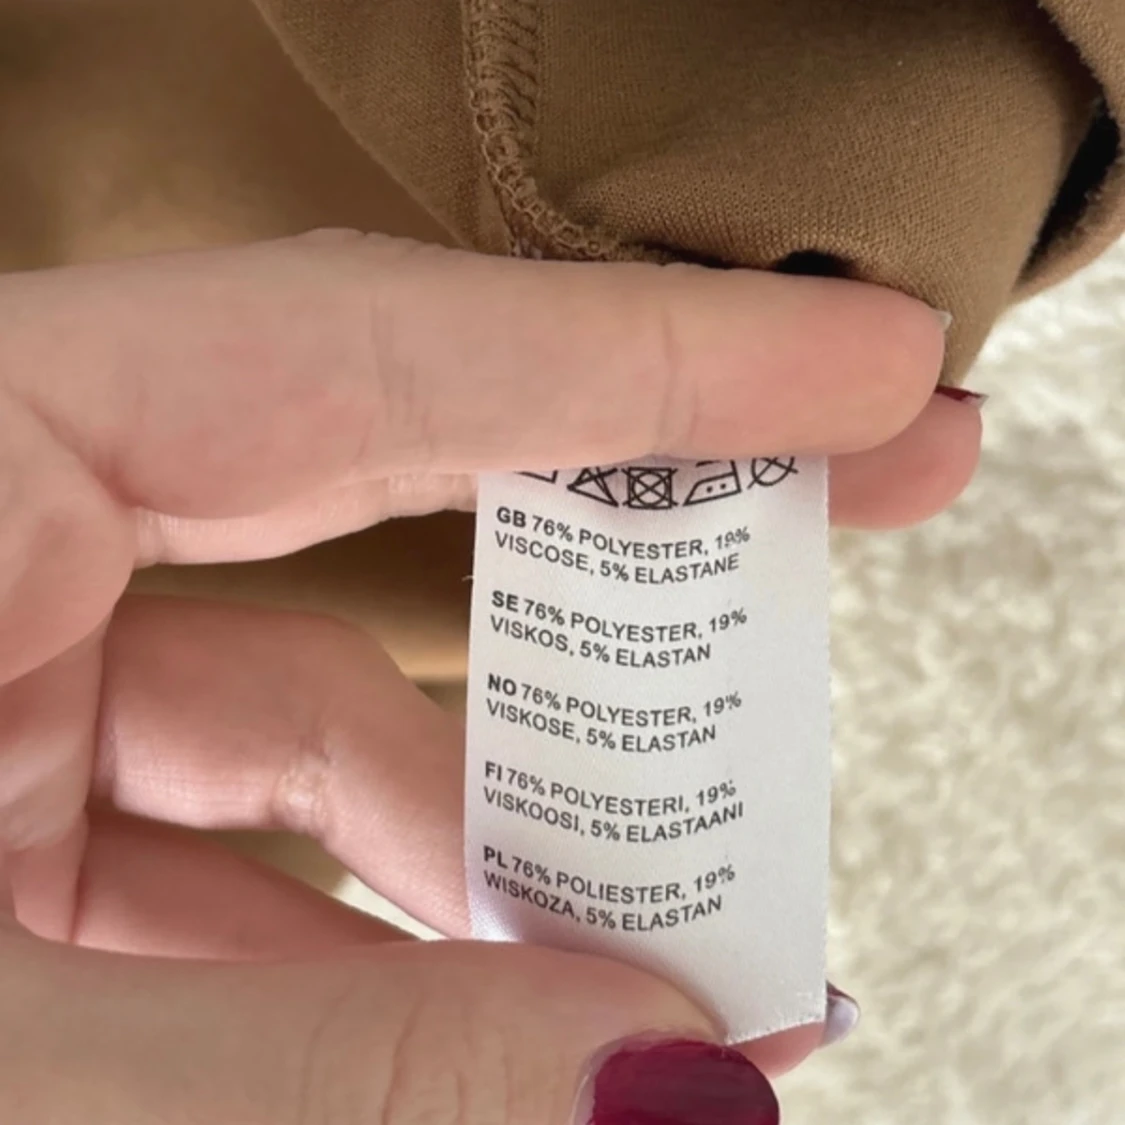 GB 76% POLYESTER, 19%
VISCOSE, 5% ELASTANE
SE 76% POLYESTER, 19%
VISKOS, 5% ELASTAN
NO 76% POLYESTER, 19%
VISKOSE, 5% ELASTAN
FI 76% POLYESTERI, 19%
VISKOOSI, 5% ELASTAANI
PL 76% POLIESTER, 19%
WISKOZA, 5% ELASTAN